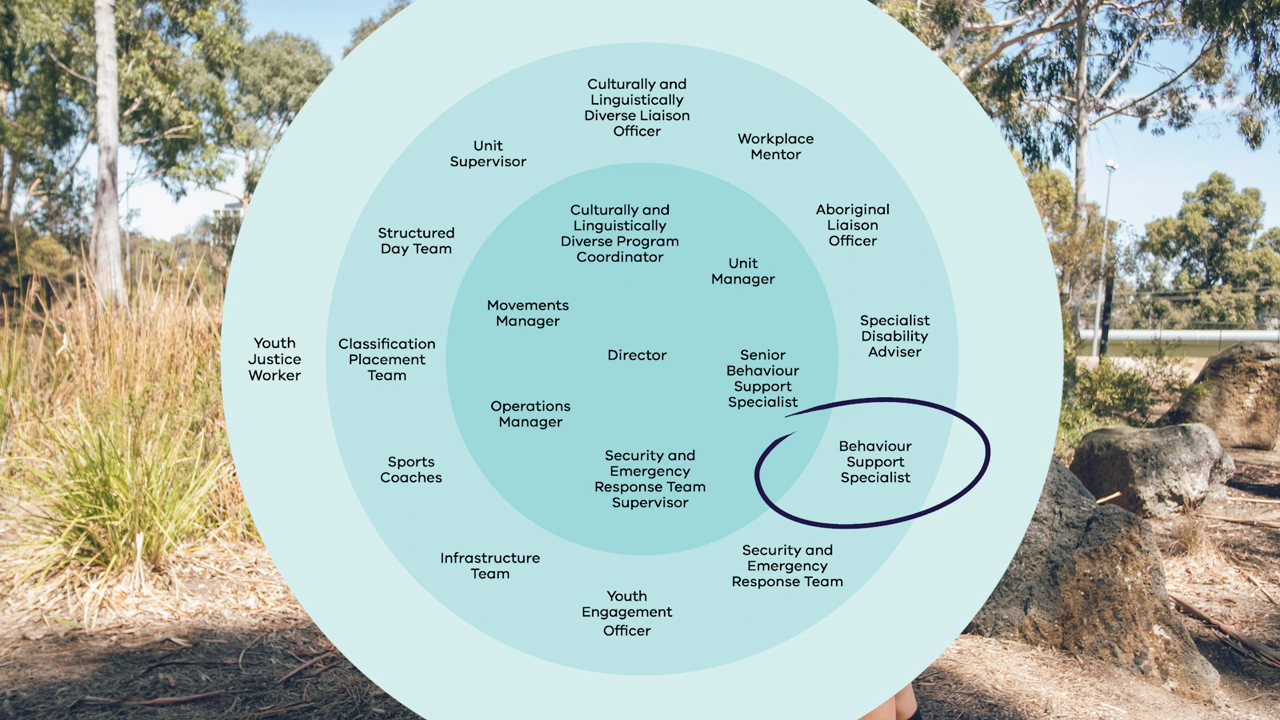 Culturally and
Linguistically
Diverse Liaison
Officer
Workplace
Mentor
Unit
Supervisor
Culturally and
Linguistically
Diverse Program
Coordinator
Aboriginal
Liaison
Officer
Structured
Day Team
Unit
Manager
Movements
Manager
Specialist
Disability
Adviser
Youth
Justice
Worker
Classification
Placement
Team
Director
Senior
Behaviour
Support
Specialist
Operations
Manager
Behaviour
Support
Specialist
Sports
Coaches
Security and
Emergency
Response Team
Supervisor
Security and
Emergency
Response Team
Infrastructure
Team
Youth
Engagement
Officer